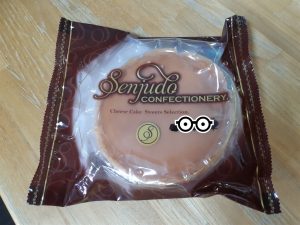 Senjudo
CONFECTIONERY.
Cheese Cake Sweets Selection.
S